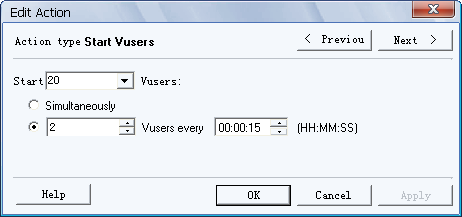 Edit Action
Action type Start Vusers
< Previou
Next >
Start 20 Vusers:
Simultaneously
2 Vusers every 00:00:15 (HH:MM:SS)
Help
OK
Cancel
Apply